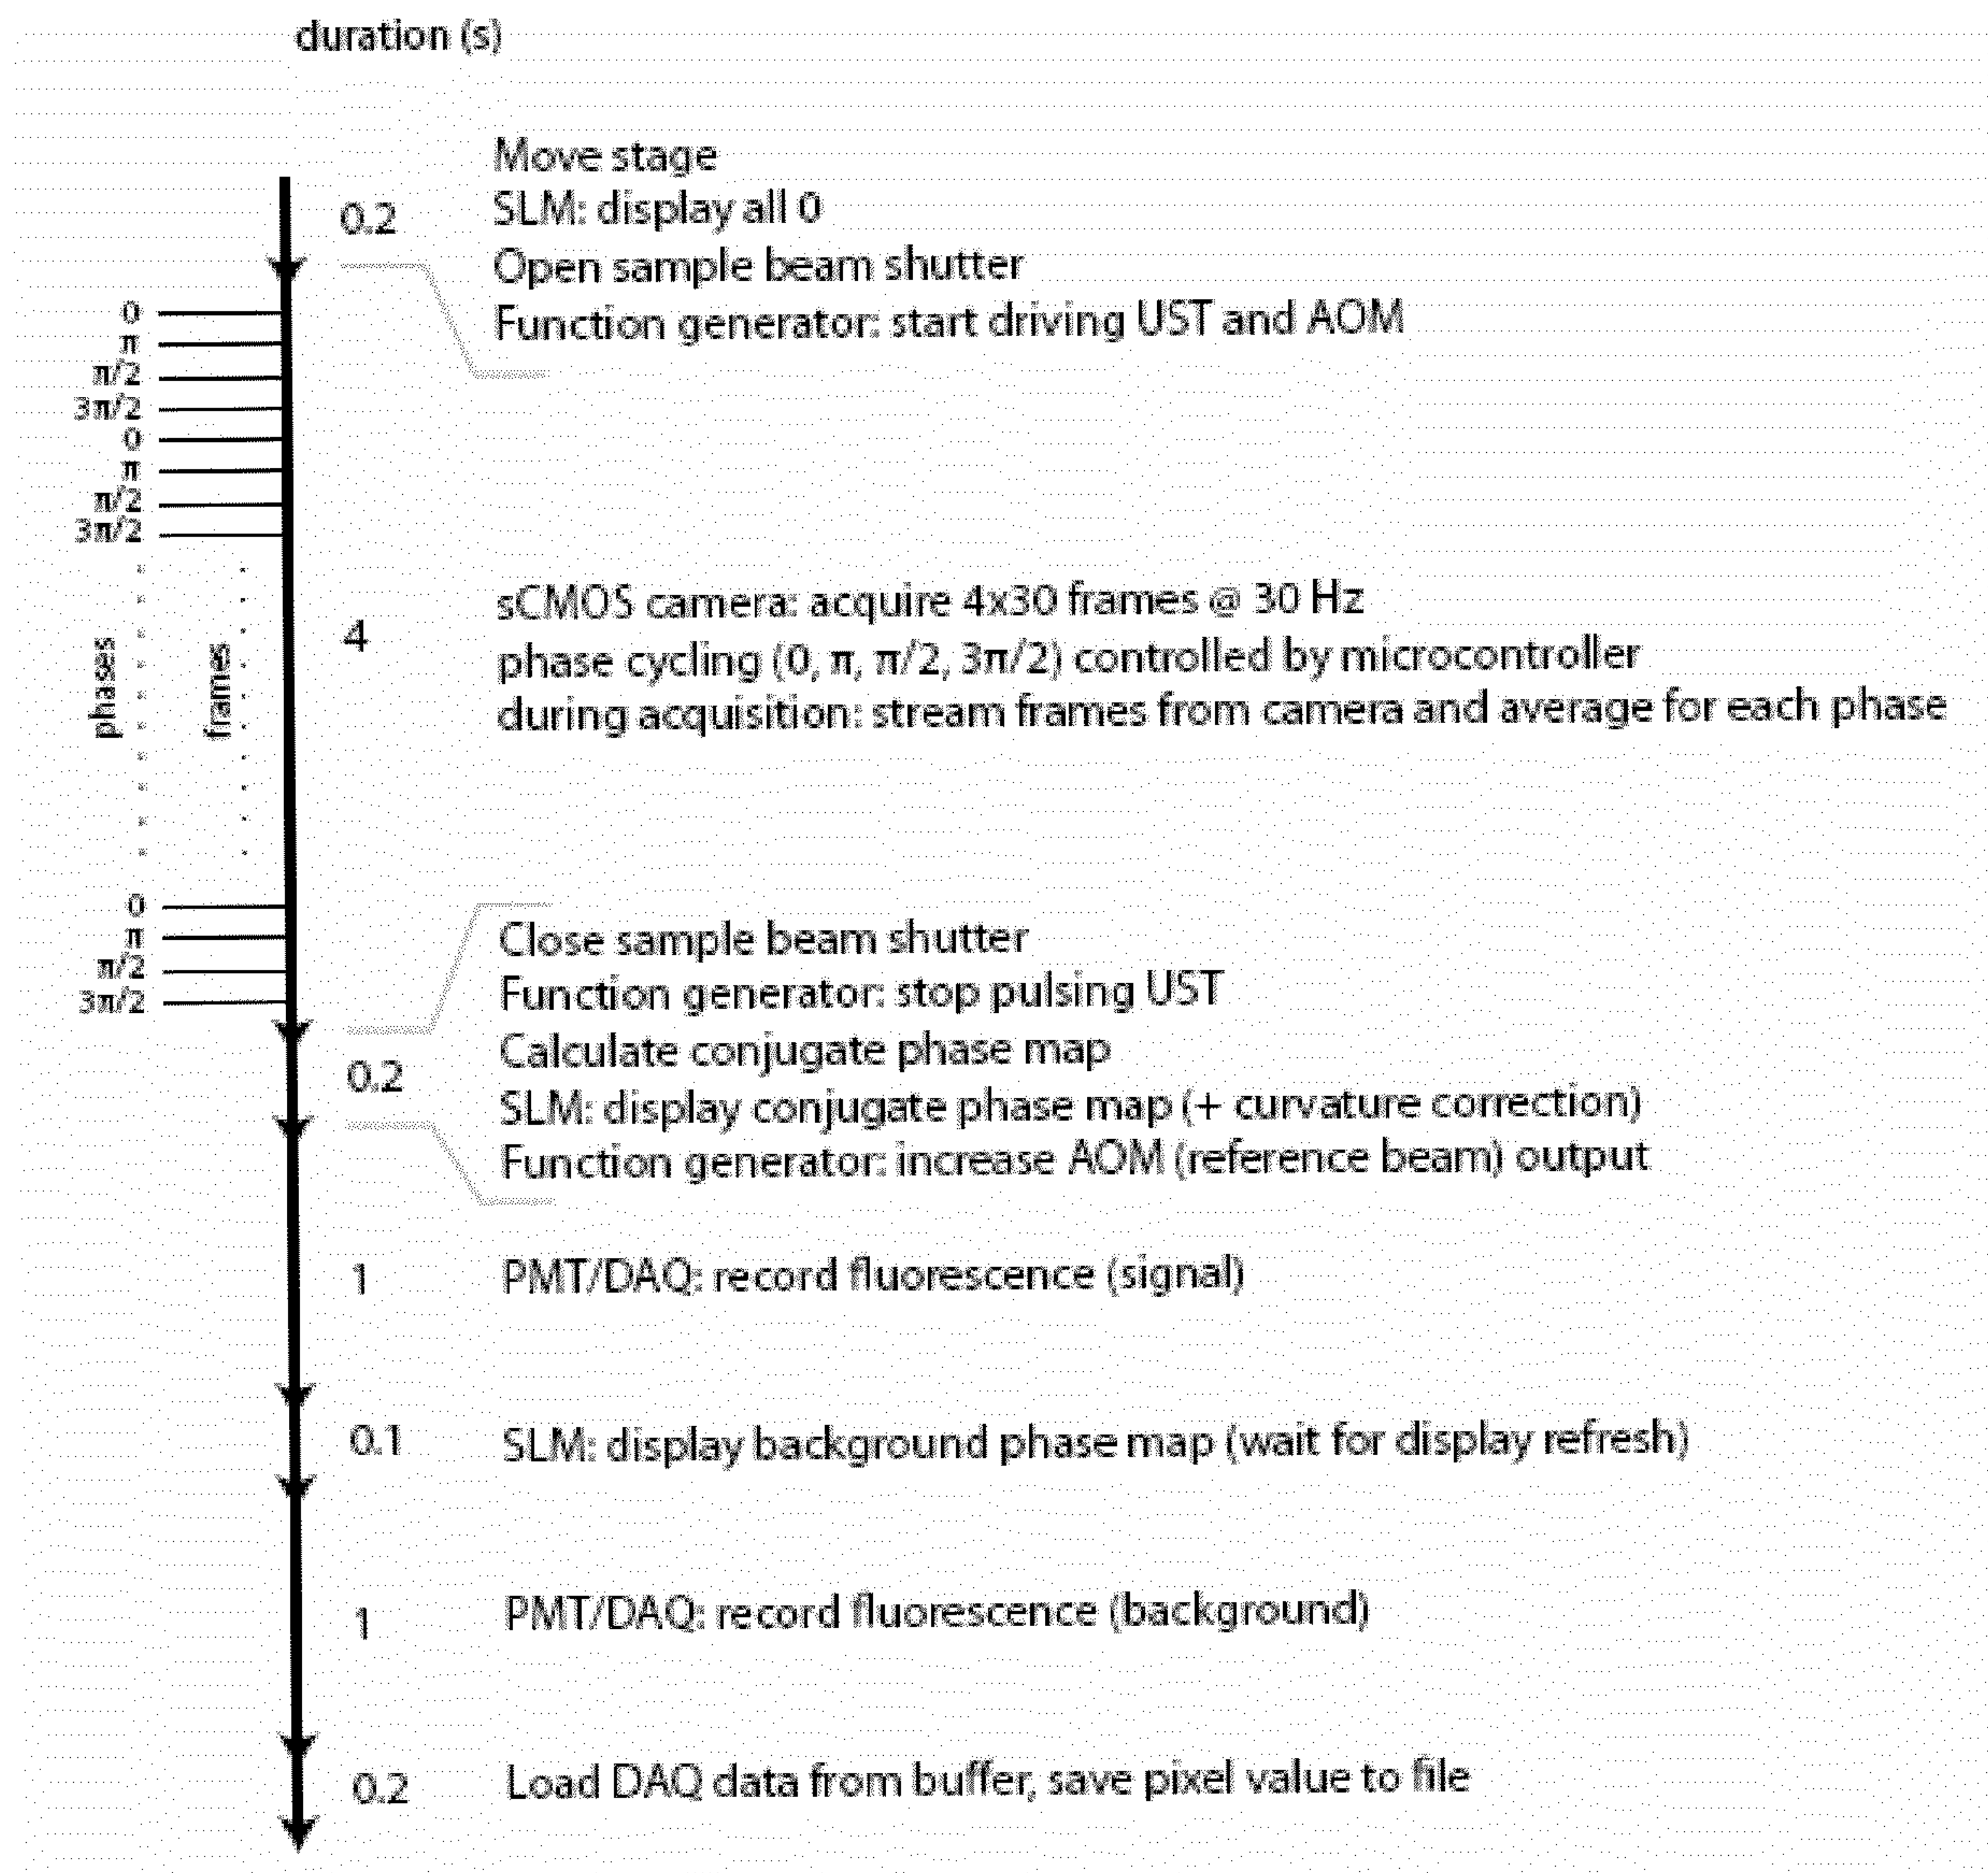 duration (s)
0.2
Move stage
SLM: display all 0
Open sample beam shutter
Function generator: start driving UST and AOM
0
π
π/2
3π/2
0
π
π/2
3π/2
phases
frames
4
sCMOS camera: acquire 4x30 frames @ 30 Hz
phase cycling (0, π, π/2, 3π/2) controlled by microcontroller
during acquisition: stream frames from camera and average for each phase
0
π
π/2
3π/2
0.2
Close sample beam shutter
Function generator: stop pulsing UST
Calculate conjugate phase map
SLM: display conjugate phase map (+ curvature correction)
Function generator: increase AOM (reference beam) output
1
PMT/DAQ: record fluorescence (signal)
0.1
SLM: display background phase map (wait for display refresh)
1
PMT/DAQ: record fluorescence (background)
0.2
Load DAQ data from buffer, save pixel value to file